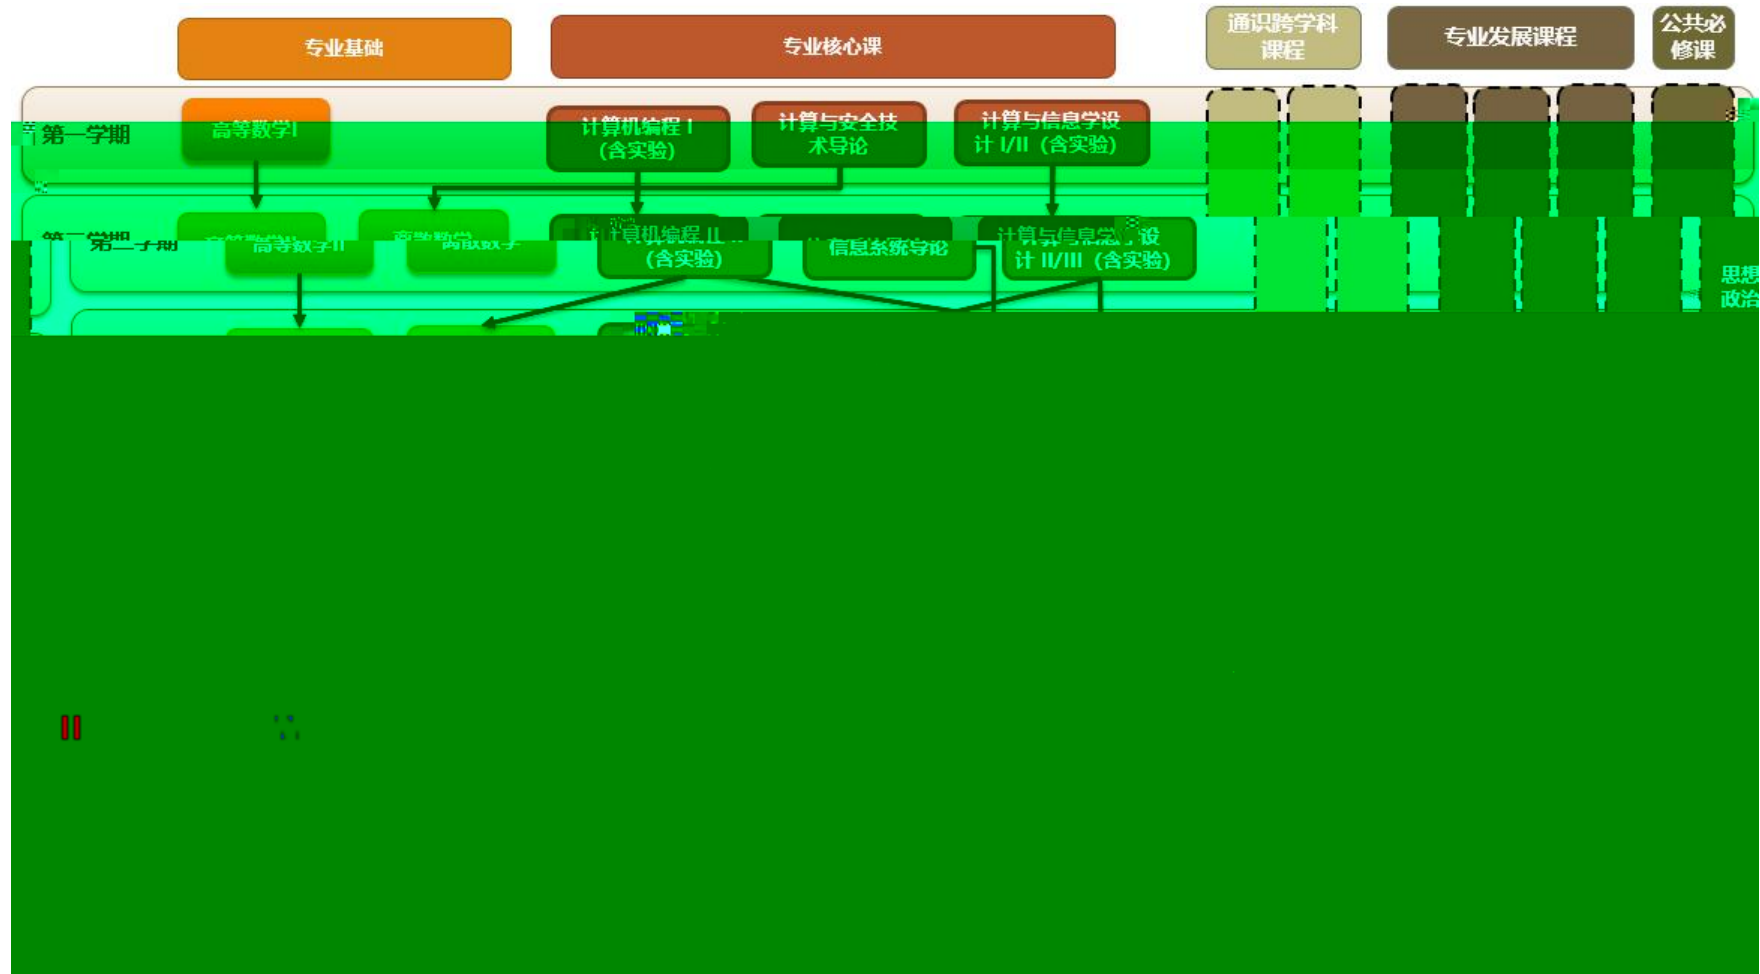 专业基础
专业核心课
通识跨学科
课程
专业发展课程
公共必
修课
第一学期
高等数学I
计算机编程 I
(含实验)
计算与安全技
术导论
计算与信息学设
计 I/II（含实验）
第二学期
高等数学II
离散数学
计算机编程 II
(含实验)
信息系统导论
计算与信息学设
计 II/III（含实验）
思想
政治